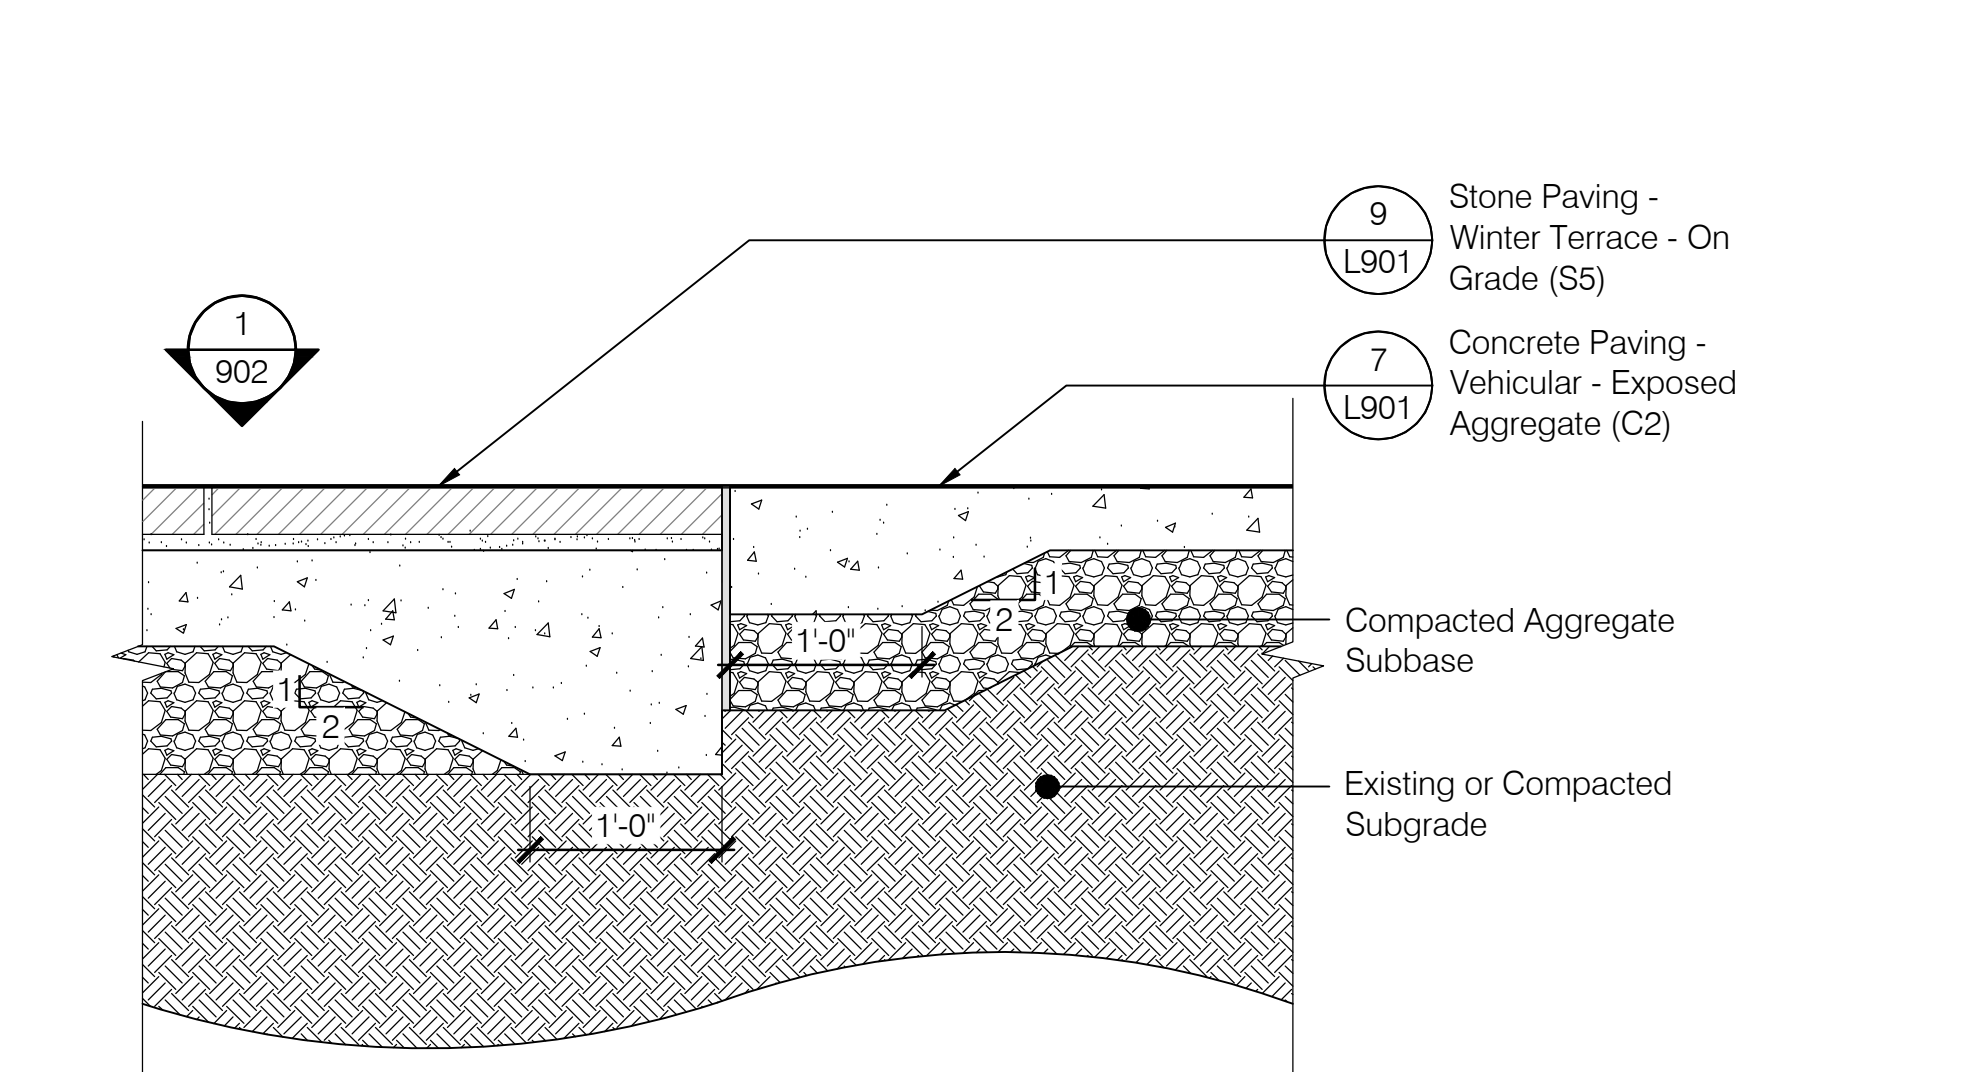 9
L901
Stone Paving -
Winter Terrace - On
Grade (S5)
1
902
7
L901
Concrete Paving -
Vehicular - Exposed
Aggregate (C2)
1
2
1'-0"
Compacted Aggregate
Subbase
1
2
Existing or Compacted
Subgrade
1'-0"